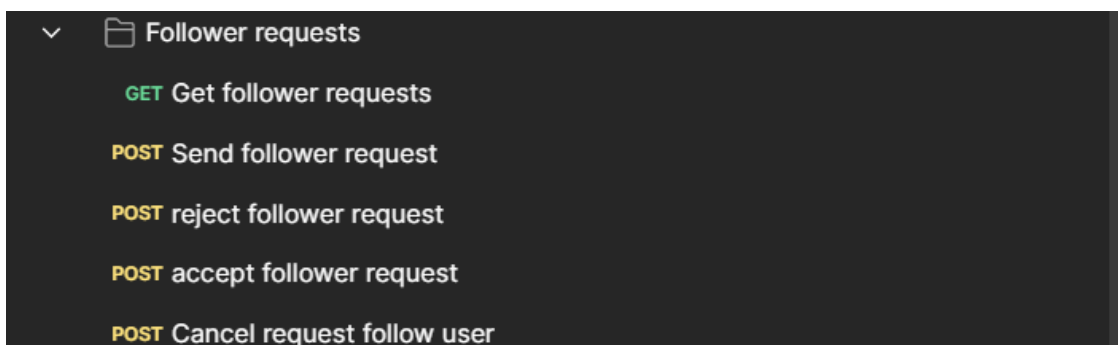 Follower requests
GET Get follower requests
POST Send follower request
POST reject follower request
POST accept follower request
POST Cancel request follow user